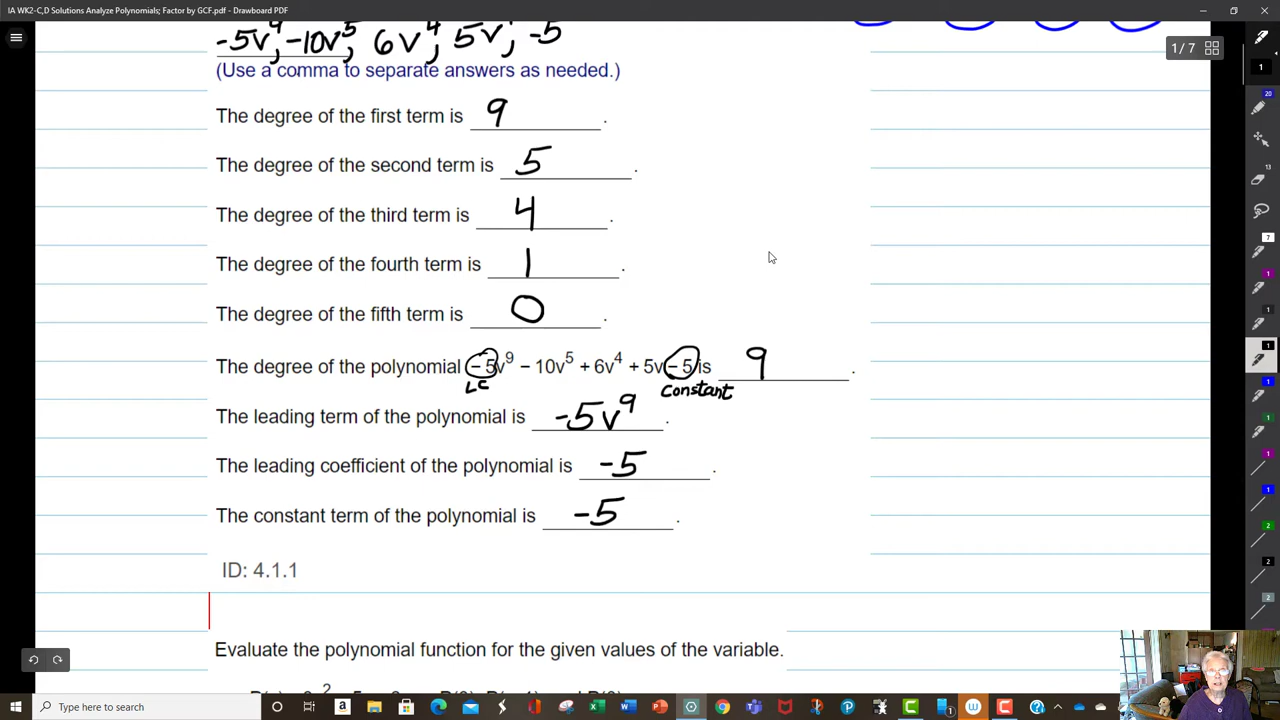 IA WK2-C,D Solutions Analyze Polynomials; Factor by GCF.pdf - Drawboard PDF
1/7
-5v⁹, -10v⁵, 6v⁴, 5v, -5
(Use a comma to separate answers as needed.)
The degree of the first term is 9.
The degree of the second term is 5.
The degree of the third term is 4.
The degree of the fourth term is 1.
The degree of the fifth term is 0.
The degree of the polynomial −5v⁹ − 10v⁵ + 6v⁴ + 5v − 5 is 9.
LC Constant
The leading term of the polynomial is -5v⁹.
The leading coefficient of the polynomial is -5.
The constant term of the polynomial is -5.
ID: 4.1.1
Evaluate the polynomial function for the given values of the variable.
Type here to search